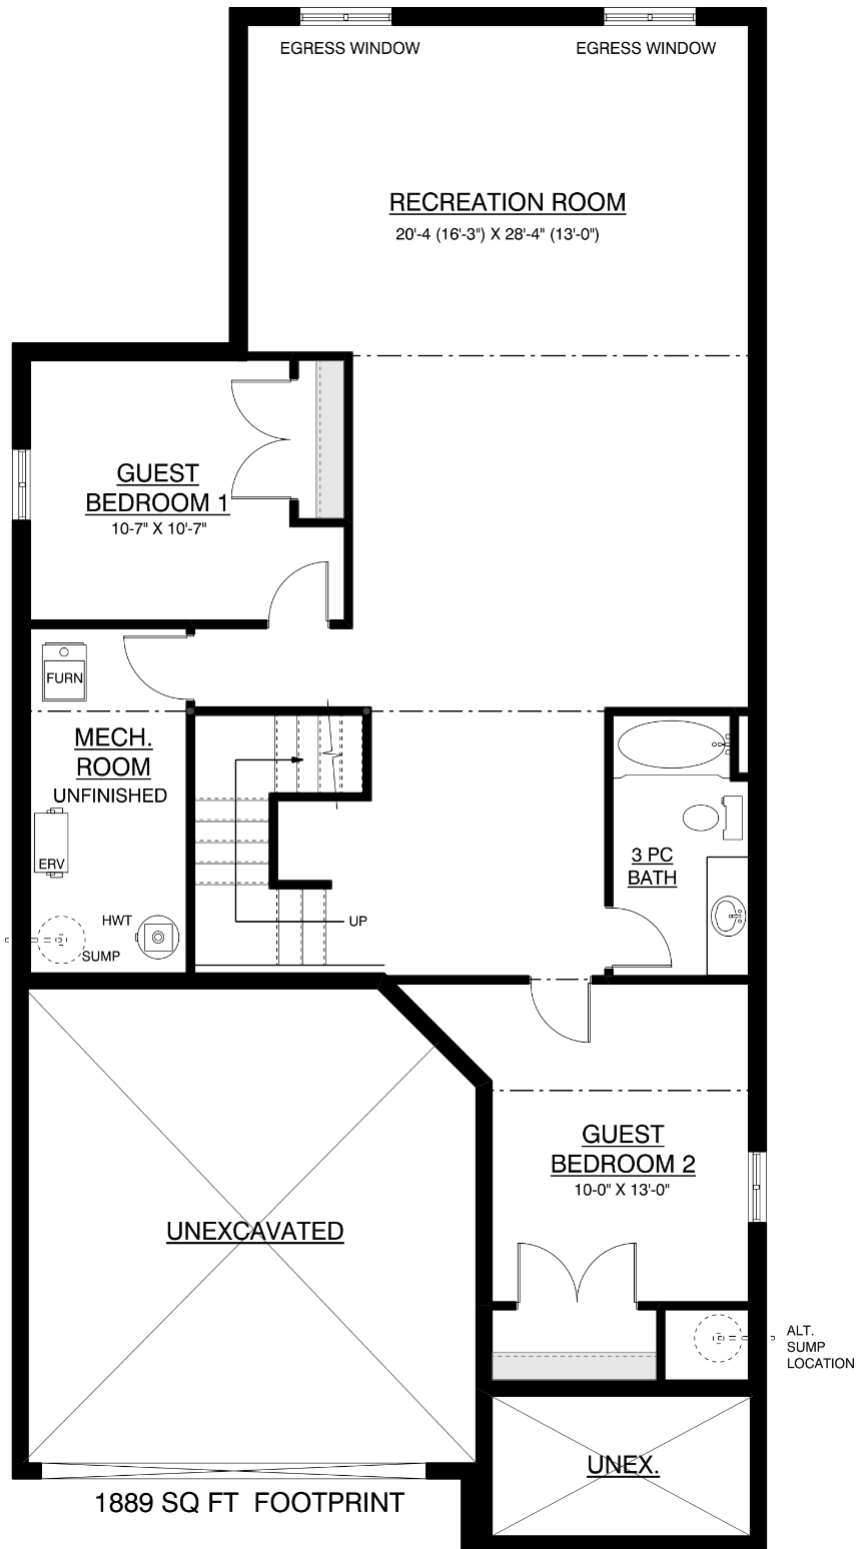 EGRESS WINDOW
EGRESS WINDOW
RECREATION ROOM
20'-4 (16'-3") X 28'-4" (13'-0")
GUEST
BEDROOM 1
10-7" X 10'-7"
FURN
MECH.
ROOM
UNFINISHED
ERV
HWT
SUMP
UP
3 PC
BATH
GUEST
BEDROOM 2
10-0" X 13'-0"
UNEXCAVATED
ALT.
SUMP
LOCATION
UNEX.
1889 SQ FT FOOTPRINT